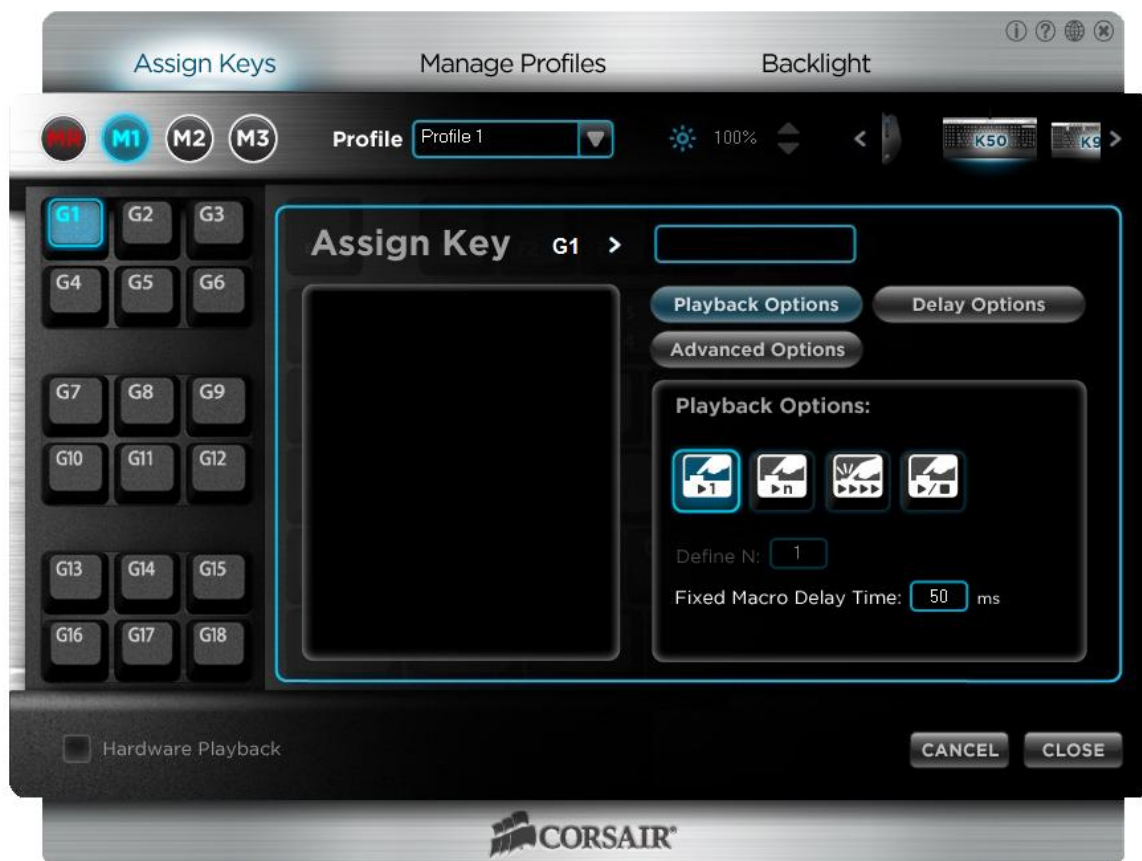 Assign Keys Manage Profiles Backlight
MR M1 M2 M3 Profile Profile 1 100% K50 K9
G1 G2 G3
G4 G5 G6
G7 G8 G9
G10 G11 G12
G13 G14 G15
G16 G17 G18
Assign Key G1 >
Playback Options Delay Options
Advanced Options
Playback Options:
▶1 ▶n ▶▶▶▶ ▶/■
Define N: 1
Fixed Macro Delay Time: 50 ms
Hardware Playback
CANCEL CLOSE
CORSAIR